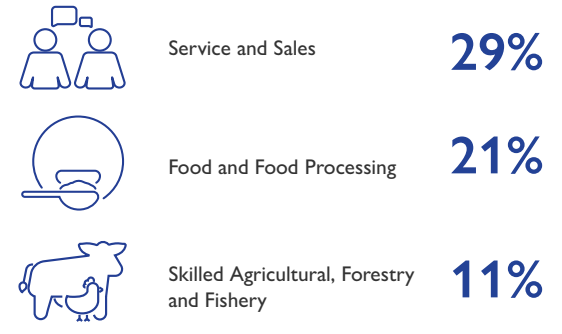 Service and Sales
29%
Food and Food Processing
21%
Skilled Agricultural, Forestry
and Fishery
11%